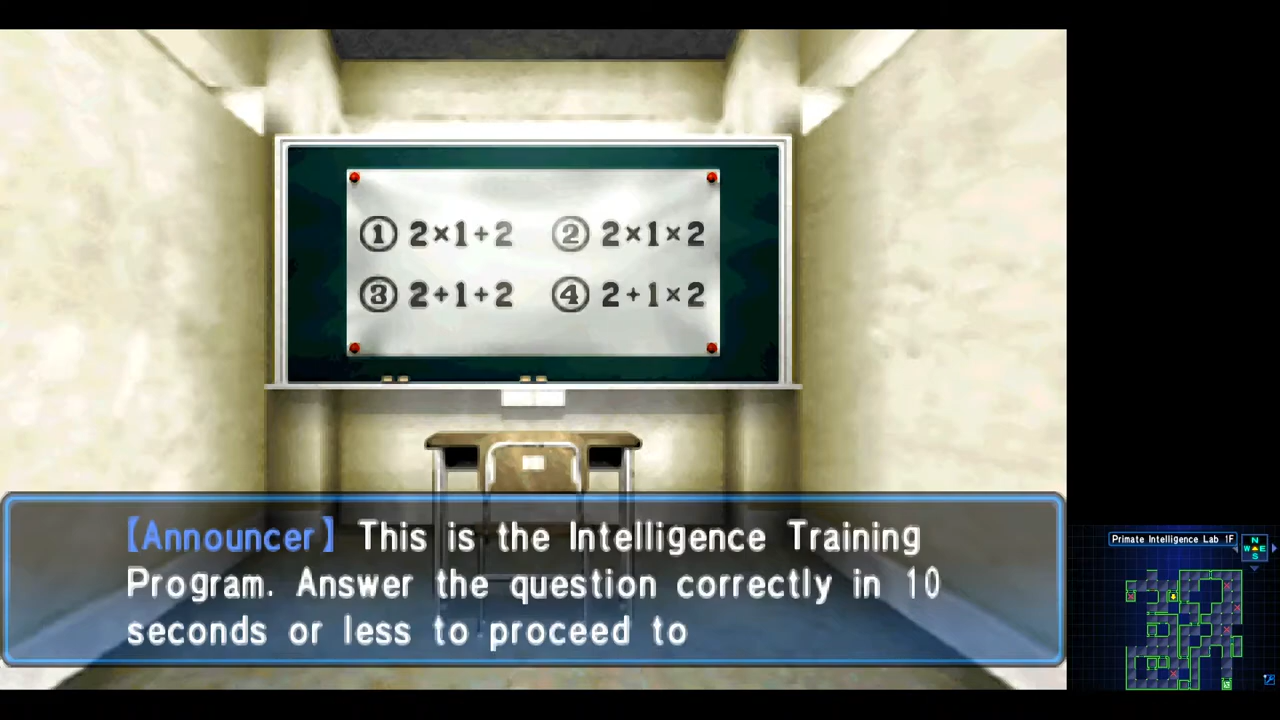 ① 2×1+2 ② 2×1×2
③ 2+1+2 ④ 2+1×2
【Announcer】 This is the Intelligence Training
Program. Answer the question correctly in 10
seconds or less to proceed to
Primate Intelligence Lab 1F
N
W E
S